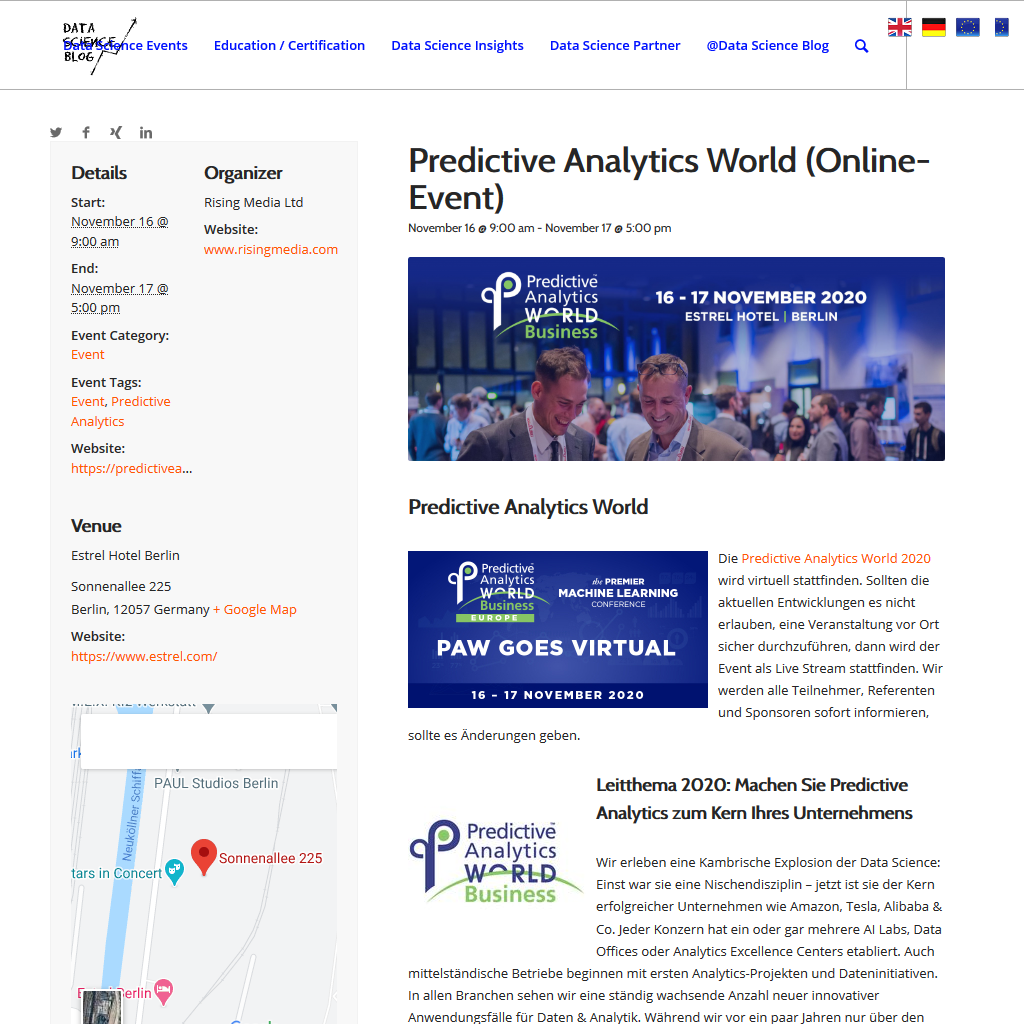 DATA
SCIENCE
BLOG
Data Science Events
Education / Certification
Data Science Insights
Data Science Partner
@Data Science Blog
Details
Start:
November 16 @
9:00 am
End:
November 17 @
5:00 pm
Event Category:
Event
Event Tags:
Event, Predictive
Analytics
Website:
https://predictivea...
Organizer
Rising Media Ltd
Website:
www.risingmedia.com
Venue
Estrel Hotel Berlin
Sonnenallee 225
Berlin, 12057 Germany + Google Map
Website:
https://www.estrel.com/
PAUL Studios Berlin
Neuköllner Schiff
Sonnenallee 225
tars in Concert
Berlin
Predictive Analytics World (Online-
Event)
November 16 @ 9:00 am - November 17 @ 5:00 pm
Predictive
Analytics
WORLD
Business
16 - 17 NOVEMBER 2020
ESTREL HOTEL | BERLIN
Predictive Analytics World
Predictive
Analytics
WORLD
Business
EUROPE
the PREMIER
MACHINE LEARNING
CONFERENCE
PAW GOES VIRTUAL
16 – 17 NOVEMBER 2020
Die Predictive Analytics World 2020
wird virtuell stattfinden. Sollten die
aktuellen Entwicklungen es nicht
erlauben, eine Veranstaltung vor Ort
sicher durchzuführen, dann wird der
Event als Live Stream stattfinden. Wir
werden alle Teilnehmer, Referenten
und Sponsoren sofort informieren,
sollte es Änderungen geben.
Predictive
Analytics
WORLD
Business
Leitthema 2020: Machen Sie Predictive
Analytics zum Kern Ihres Unternehmens
Wir erleben eine Kambrische Explosion der Data Science:
Einst war sie eine Nischendisziplin – jetzt ist sie der Kern
erfolgreicher Unternehmen wie Amazon, Tesla, Alibaba &
Co. Jeder Konzern hat ein oder gar mehrere AI Labs, Data
Offices oder Analytics Excellence Centers etabliert. Auch
mittelständische Betriebe beginnen mit ersten Analytics-Projekten und Dateninitiativen.
In allen Branchen sehen wir eine ständig wachsende Anzahl neuer innovativer
Anwendungsfälle für Daten & Analytik. Während wir vor ein paar Jahren nur über den